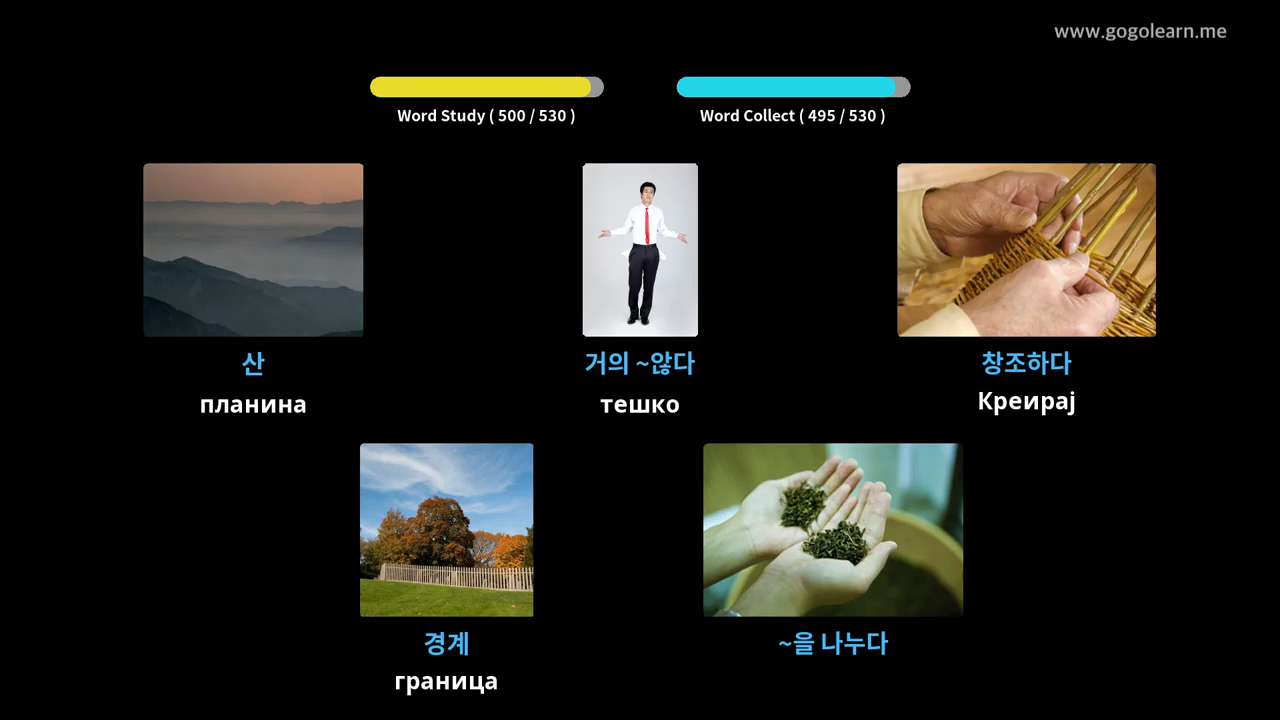 www.gogolearn.me
Word Study ( 500 / 530 )
Word Collect ( 495 / 530 )
산
거의 ~않다
창조하다
планина
тешко
Креирај
경계
~을 나누다
граница